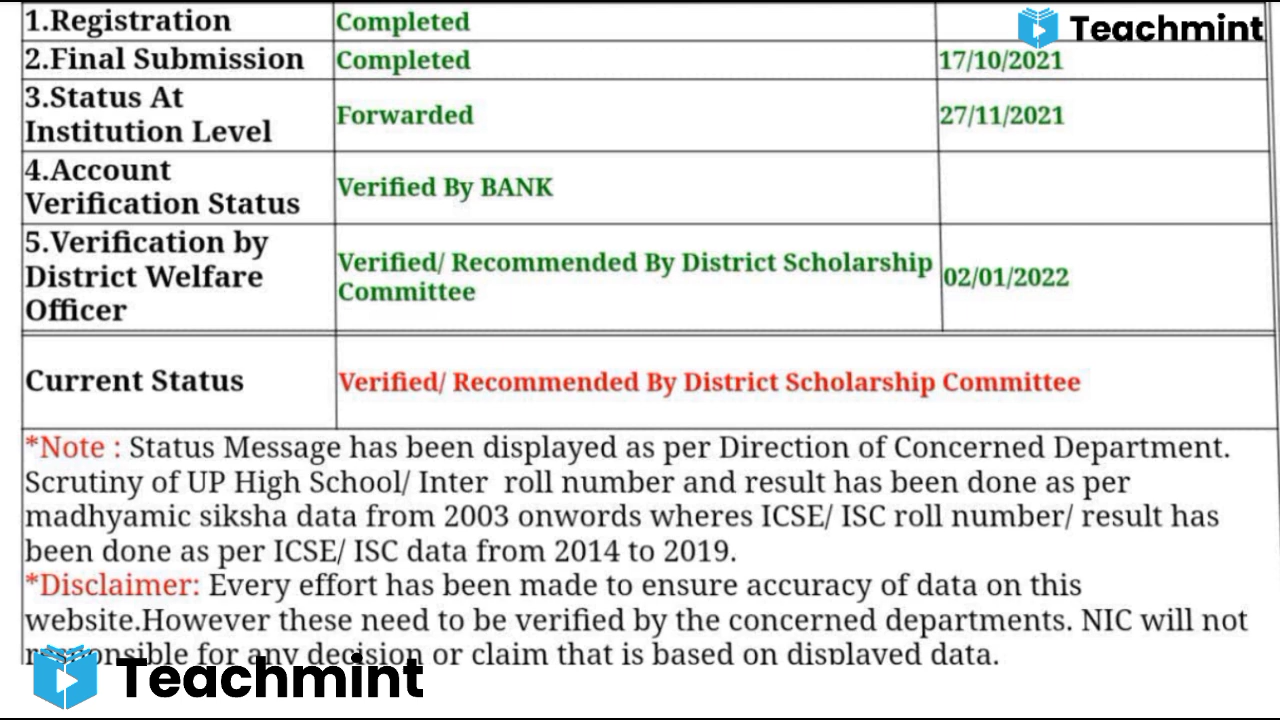 Teachmint
1.Registration Completed
2.Final Submission Completed 17/10/2021
3.Status At
Institution Level
Forwarded 27/11/2021
4.Account
Verification Status
Verified By BANK
5.Verification by
District Welfare
Officer
Verified/ Recommended By District Scholarship
Committee
02/01/2022
Current Status Verified/ Recommended By District Scholarship Committee
*Note : Status Message has been displayed as per Direction of Concerned Department.
Scrutiny of UP High School/ Inter roll number and result has been done as per
madhyamic siksha data from 2003 onwords wheres ICSE/ ISC roll number/ result has
been done as per ICSE/ ISC data from 2014 to 2019.
*Disclaimer: Every effort has been made to ensure accuracy of data on this
website.However these need to be verified by the concerned departments. NIC will not
responsible for any decision or claim that is based on displayed data.
Teachmint